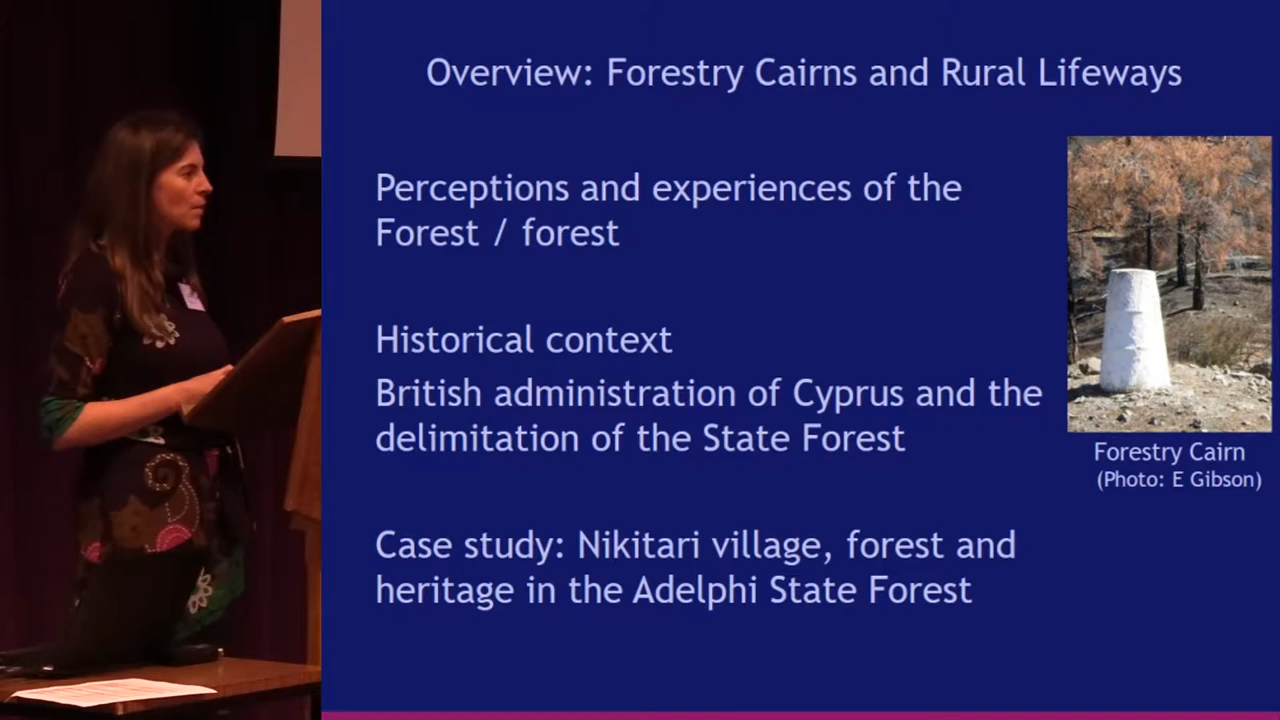 Overview: Forestry Cairns and Rural Lifeways
Perceptions and experiences of the
Forest / forest
Historical context
British administration of Cyprus and the
delimitation of the State Forest
Forestry Cairn
(Photo: E Gibson)
Case study: Nikitari village, forest and
heritage in the Adelphi State Forest